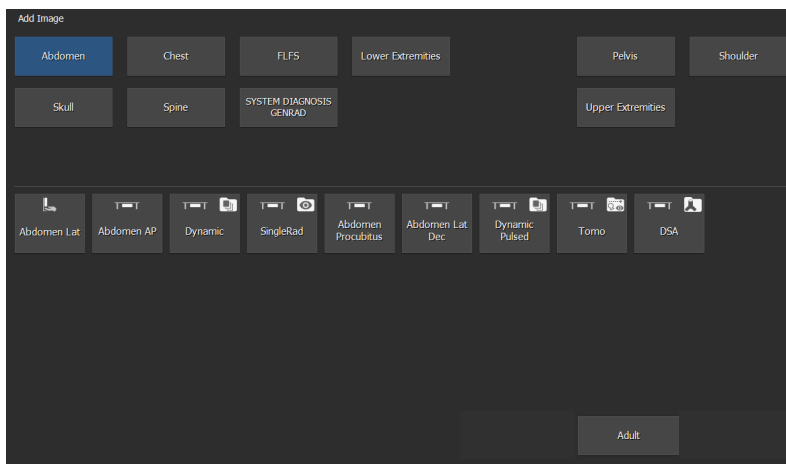 Add Image
Abdomen
Chest
FLFS
Lower Extremities
Pelvis
Shoulder
Skull
Spine
SYSTEM DIAGNOSIS
GENRAD
Upper Extremities
Abdomen Lat
Abdomen AP
Dynamic
SingleRad
Abdomen
Procubitus
Abdomen Lat
Dec
Dynamic
Pulsed
Tomo
DSA
Adult